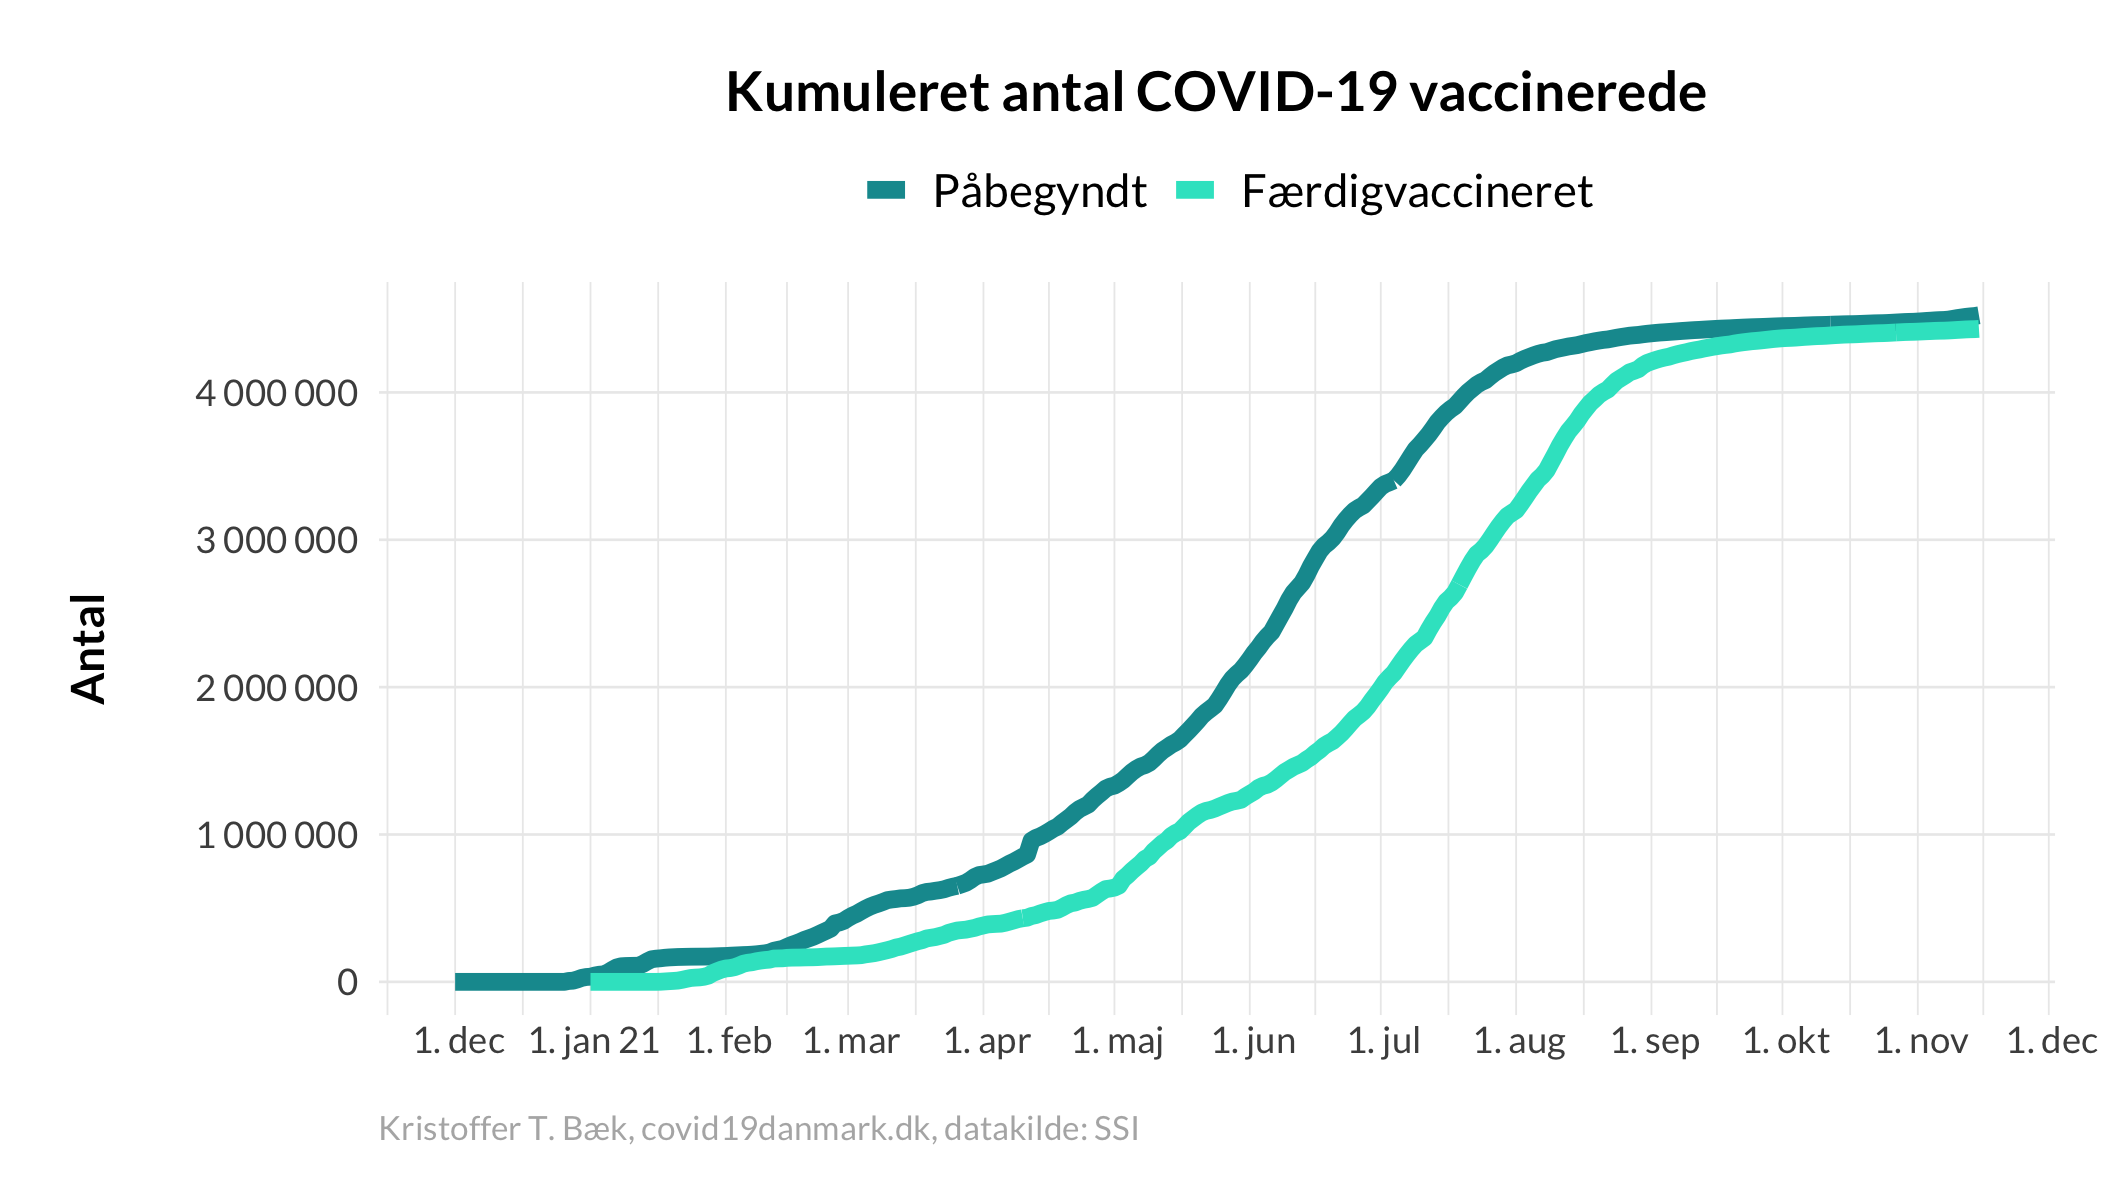 Kumuleret antal COVID-19 vaccinerede
Påbegyndt Færdigvaccineret
Antal
4 000 000
3 000 000
2 000 000
1 000 000
0
1. dec 1. jan 21 1. feb 1. mar 1. apr 1. maj 1. jun 1. jul 1. aug 1. sep 1. okt 1. nov 1. dec
Kristoffer T. Bæk, covid19danmark.dk, datakilde: SSI